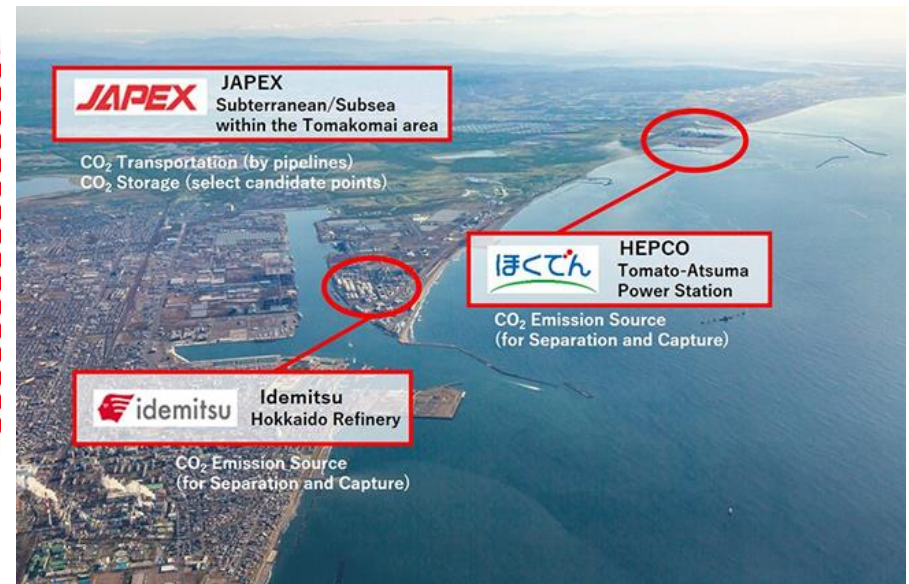 JAPEX
JAPEX
Subterranean/Subsea
within the Tomakomai area
CO₂ Transportation (by pipelines)
CO₂ Storage (select candidate points)
ほくでん
HEPCO
Tomato-Atsuma
Power Station
CO₂ Emission Source
(for Separation and Capture)
idemitsu
Idemitsu
Hokkaido Refinery
CO₂ Emission Source
(for Separation and Capture)